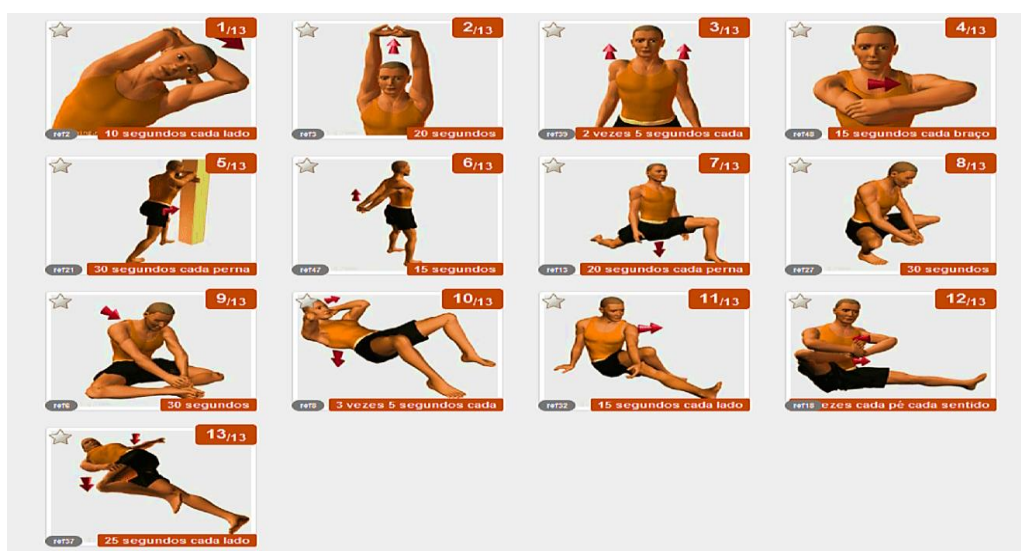 1/13
ref2 10 segundos cada lado
2/13
ref3 20 segundos
3/13
ref39 2 vezes 5 segundos cada
4/13
ref48 15 segundos cada braço
5/13
ref21 30 segundos cada perna
6/13
ref47 15 segundos
7/13
ref13 20 segundos cada perna
8/13
ref27 30 segundos
9/13
ref6 30 segundos
10/13
ref8 3 vezes 5 segundos cada
11/13
ref32 15 segundos cada lado
12/13
ref18 ezes cada pé cada sentido
13/13
ref37 25 segundos cada lado